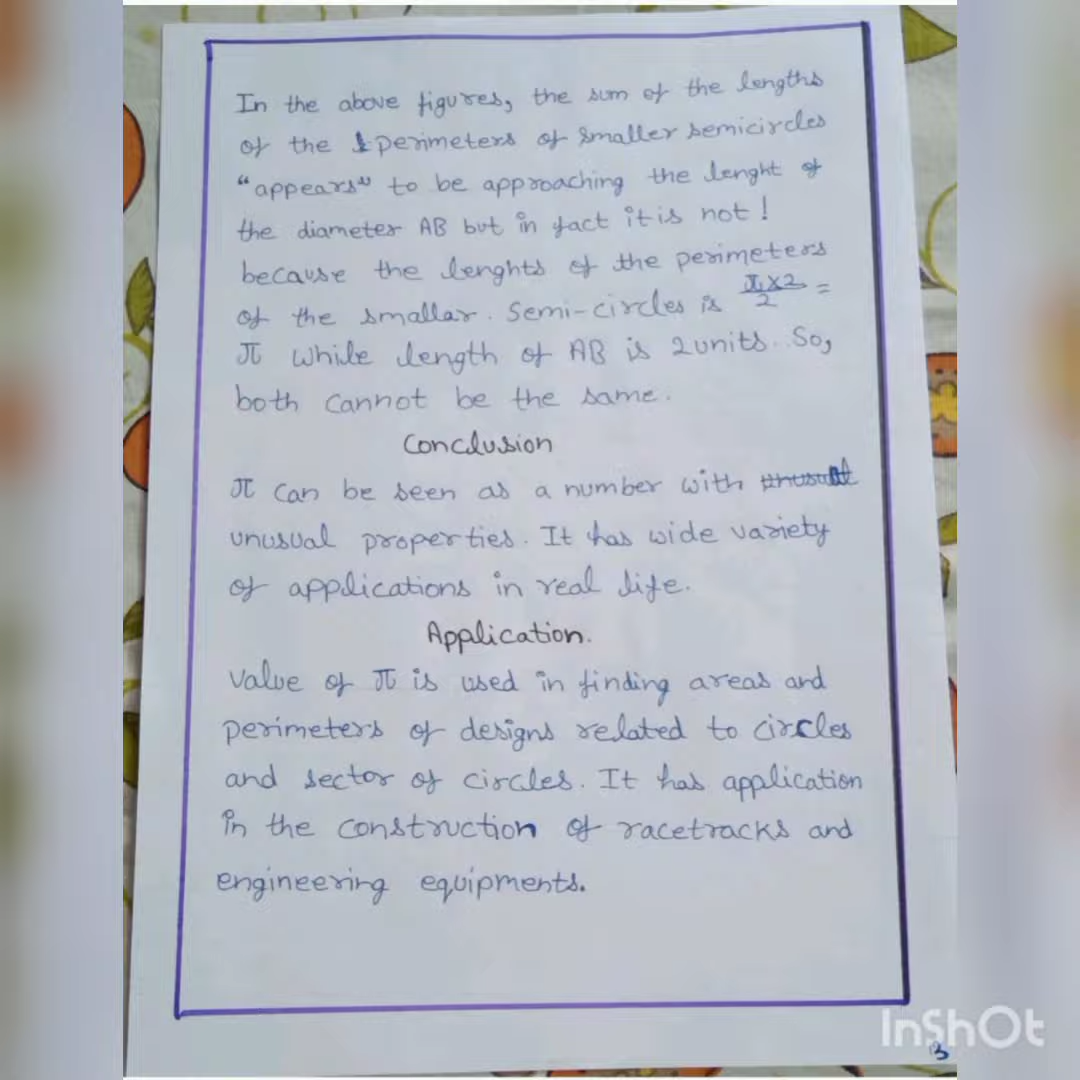 In the above figures, the sum of the lengths
of the perimeters of smaller semicircles
"appears" to be approaching the lenght of
the diameter AB but in fact it is not!
because the lenghts of the perimeters
of the smallar. Semi-circles is π×2/2 =
π while length of AB is 2 units. So,
both cannot be the same.
Conclusion
π can be seen as a number with unusual
unusual properties. It has wide variety
of applications in real life.
Application.
Value of π is used in finding areas and
perimeters of designs related to circles
and sector of circles. It has application
in the construction of racetracks and
engineering equipments.
InShOt
3